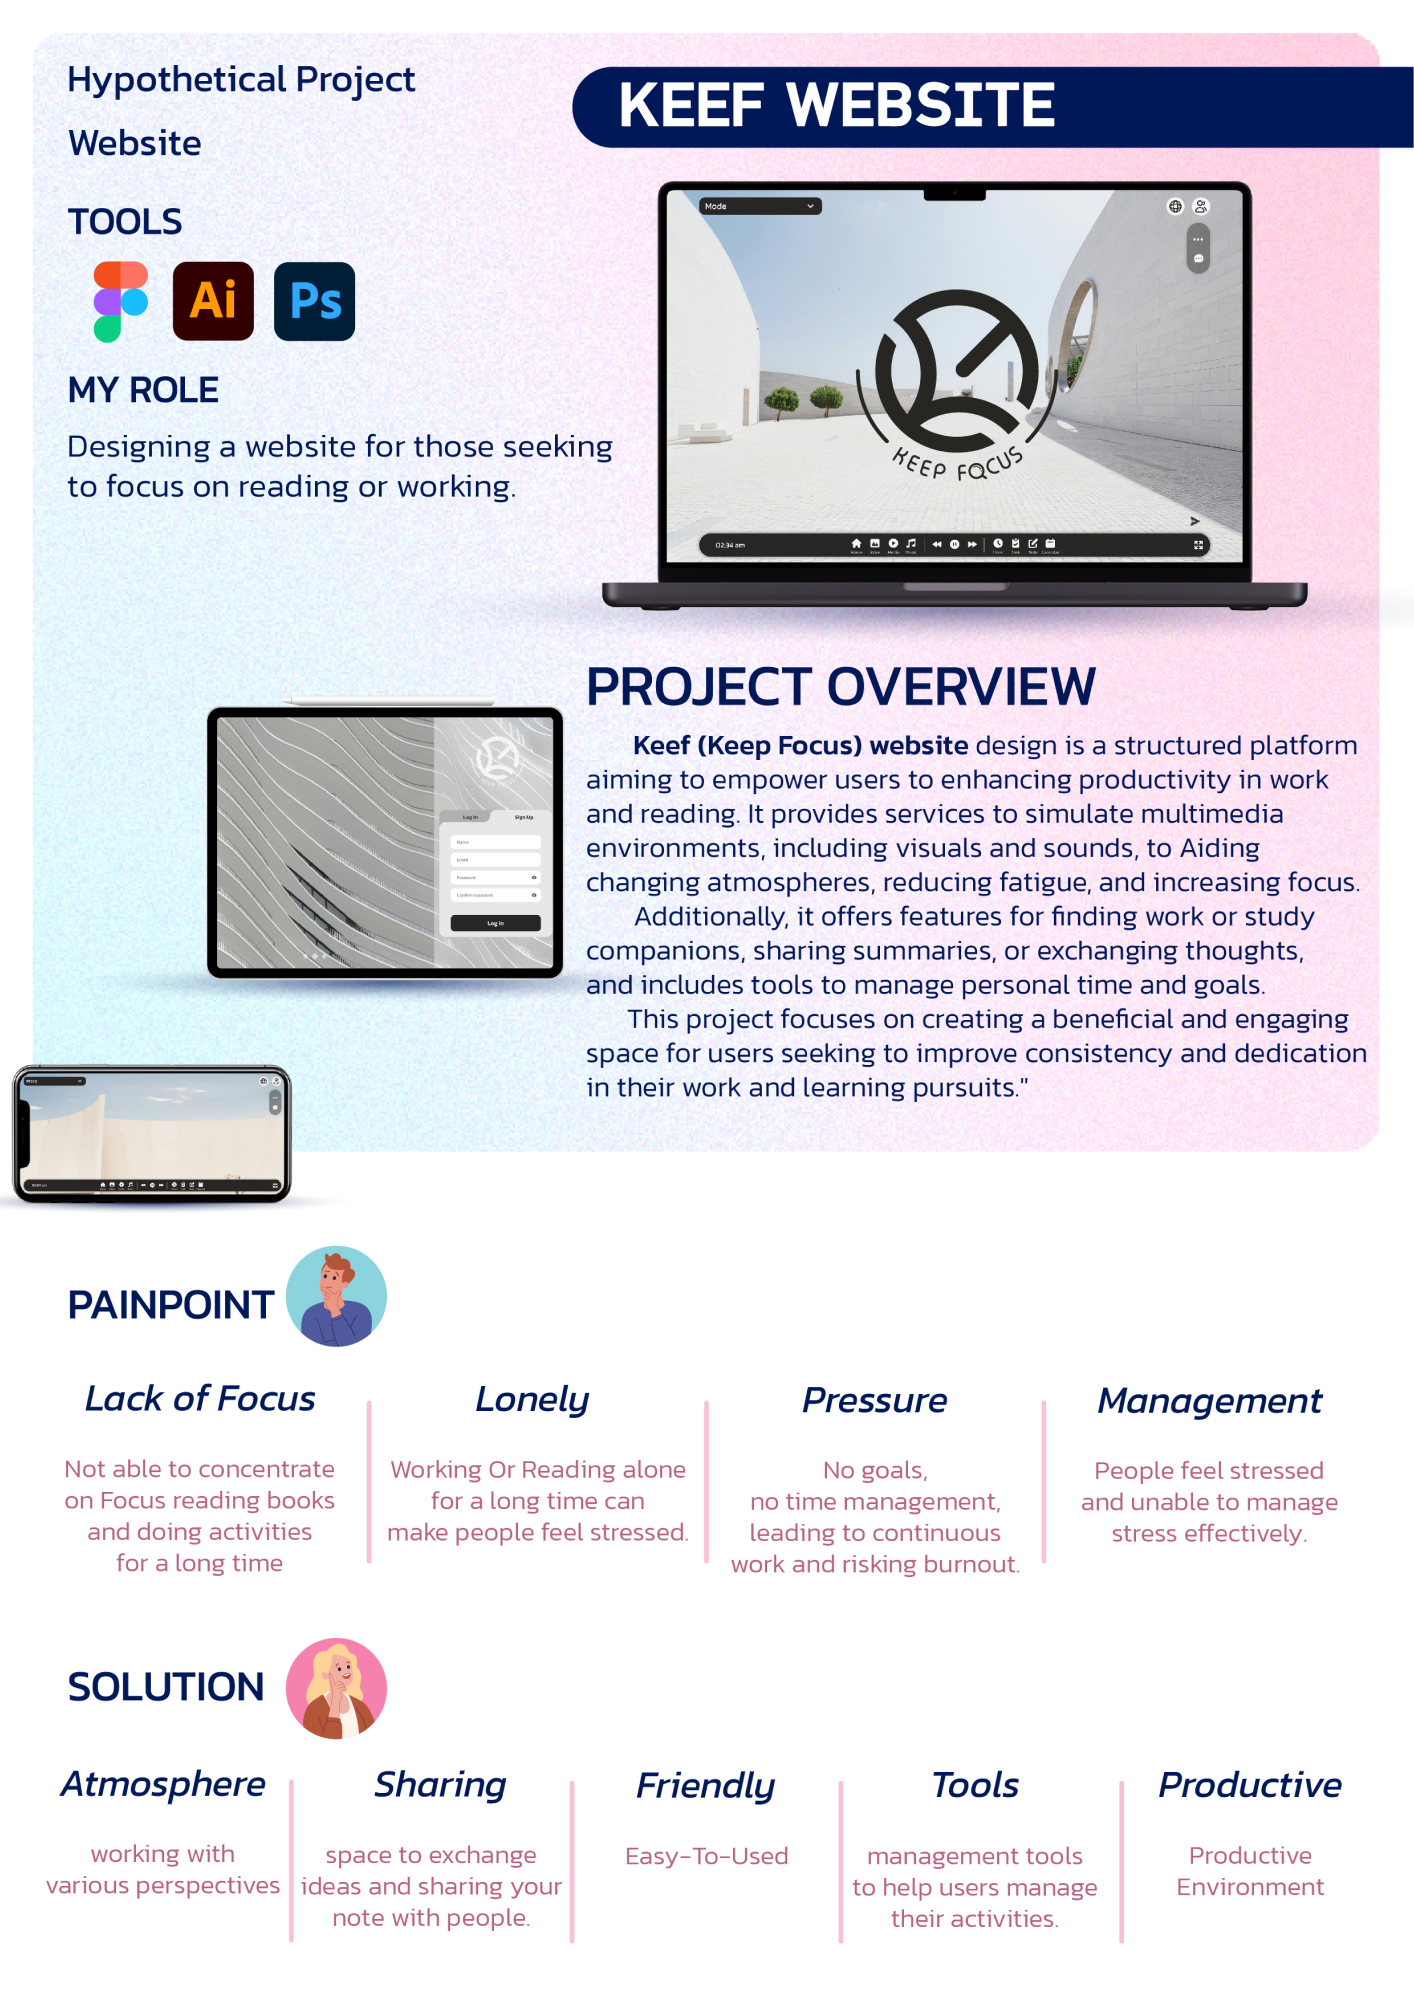 Hypothetical Project
Website
KEEF WEBSITE
TOOLS
Ai
Ps
MY ROLE
Designing a website for those seeking
to focus on reading or working.
Mode
KEEP FOCUS
02:34 am
PROJECT OVERVIEW
Keef (Keep Focus) website design is a structured platform
aiming to empower users to enhancing productivity in work
and reading. It provides services to simulate multimedia
environments, including visuals and sounds, to Aiding
changing atmospheres, reducing fatigue, and increasing focus.
Additionally, it offers features for finding work or study
companions, sharing summaries, or exchanging thoughts,
and includes tools to manage personal time and goals.
This project focuses on creating a beneficial and engaging
space for users seeking to improve consistency and dedication
in their work and learning pursuits."
KEEP FOCUS
Log in
Sign Up
Name
Email
Password
Confirm Password
Log In
Mode
PAINPOINT
Lack of Focus
Not able to concentrate
on Focus reading books
and doing activities
for a long time
Lonely
Working Or Reading alone
for a long time can
make people feel stressed.
Pressure
No goals,
no time management,
leading to continuous
work and risking burnout.
Management
People feel stressed
and unable to manage
stress effectively.
SOLUTION
Atmosphere
working with
various perspectives
Sharing
space to exchange
ideas and sharing your
note with people.
Friendly
Easy-To-Used
Tools
management tools
to help users manage
their activities.
Productive
Productive
Environment